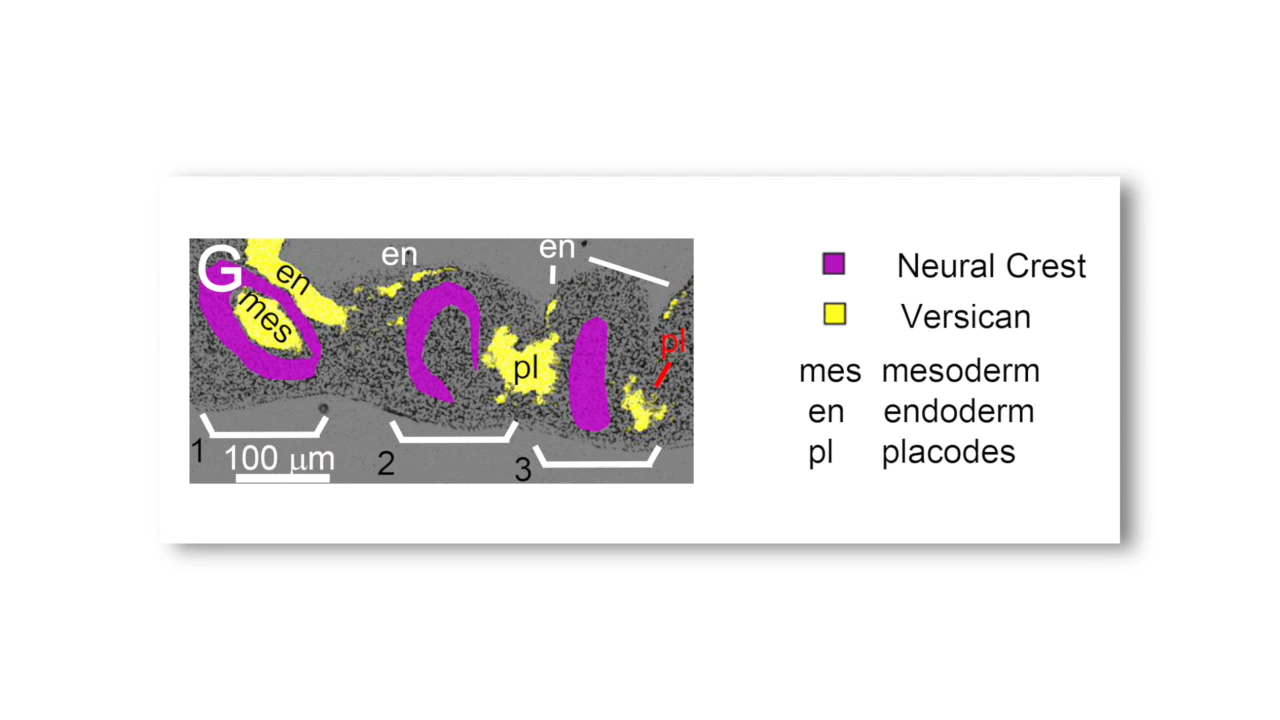 G
en
en
en
mes
pl
pl
1
2
3
100 μm
Neural Crest
Versican
mes mesoderm
en endoderm
pl placodes